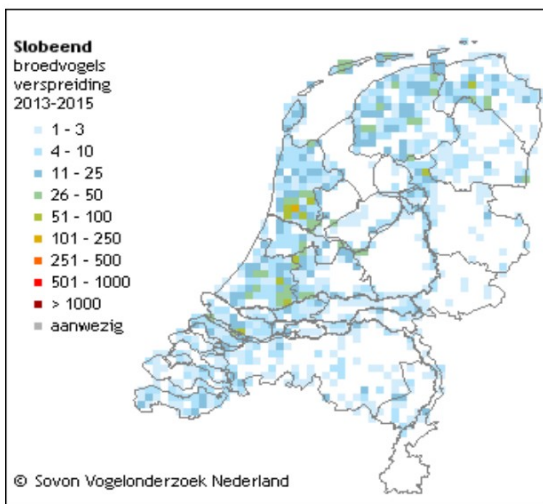 Slobeend
broedvogels
verspreiding
2013-2015
1 - 3
4 - 10
11 - 25
26 - 50
51 - 100
101 - 250
251 - 500
501 - 1000
> 1000
aanwezig
© Sovon Vogelonderzoek Nederland